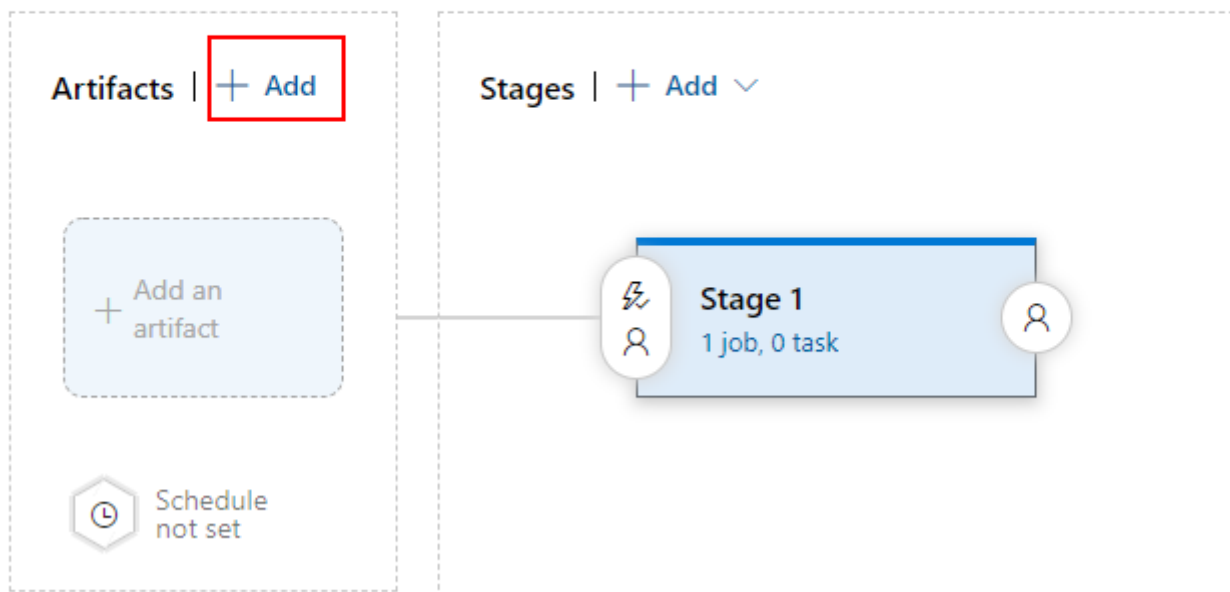 Artifacts | + Add
Stages | + Add
+ Add an
artifact
Stage 1
1 job, 0 task
Schedule
not set